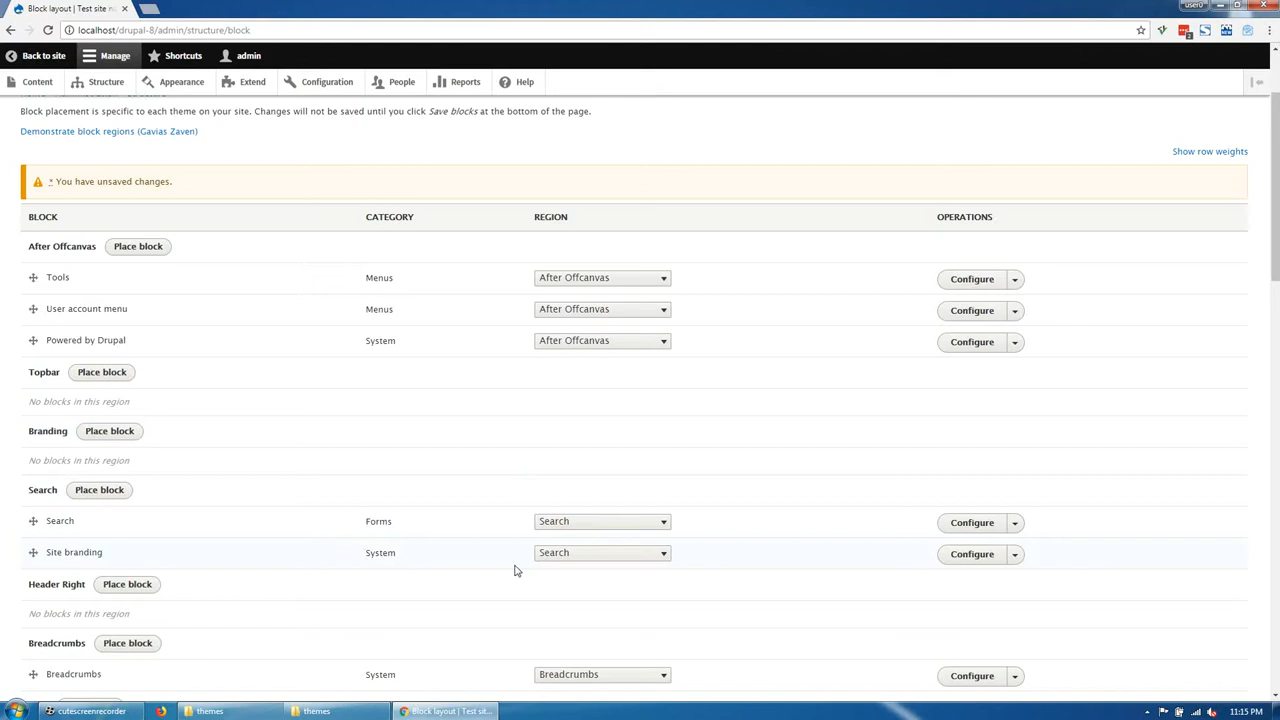 Block layout | Test site n
user0
localhost/drupal-8/admin/structure/block
Back to site Manage Shortcuts admin
Content Structure Appearance Extend Configuration People Reports Help
Block placement is specific to each theme on your site. Changes will not be saved until you click Save blocks at the bottom of the page.
Demonstrate block regions (Gavias Zaven)
Show row weights
* You have unsaved changes.
BLOCK CATEGORY REGION OPERATIONS
After Offcanvas Place block
Tools Menus After Offcanvas Configure
User account menu Menus After Offcanvas Configure
Powered by Drupal System After Offcanvas Configure
Topbar Place block
No blocks in this region
Branding Place block
No blocks in this region
Search Place block
Search Forms Search Configure
Site branding System Search Configure
Header Right Place block
No blocks in this region
Breadcrumbs Place block
Breadcrumbs System Breadcrumbs Configure
cutescreenrecorder themes themes Block layout | Test sit... 11:15 PM